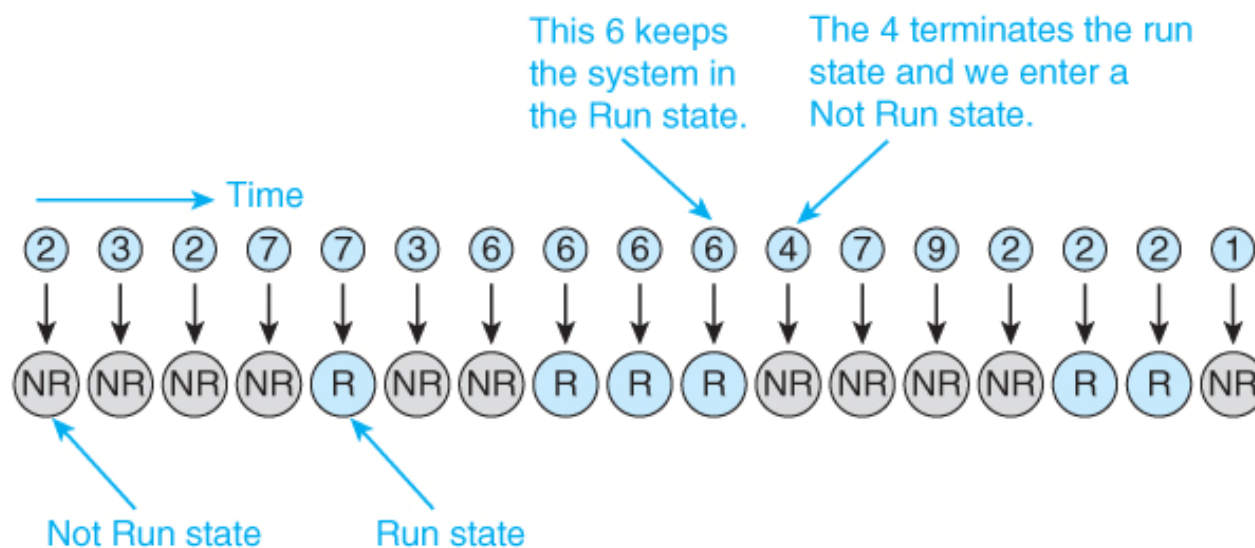 This 6 keeps
the system in
the Run state.
The 4 terminates the run
state and we enter a
Not Run state.
Time
2 3 2 7 7 3 6 6 6 6 4 7 9 2 2 2 1
NR NR NR NR R NR NR R R R NR NR NR NR R R NR
Not Run state
Run state